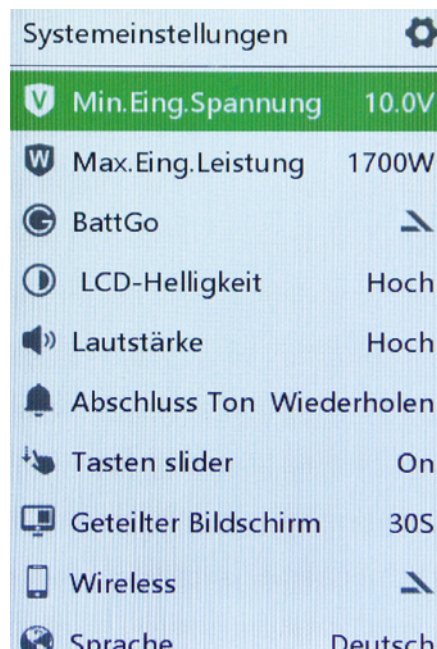 Systemeinstellungen
V Min.Eing.Spannung 10.0V
W Max.Eing.Leistung 1700W
BattGo
LCD-Helligkeit Hoch
Lautstärke Hoch
Abschluss Ton Wiederholen
Tasten slider On
Geteilter Bildschirm 30S
Wireless
Sprache Deutsch